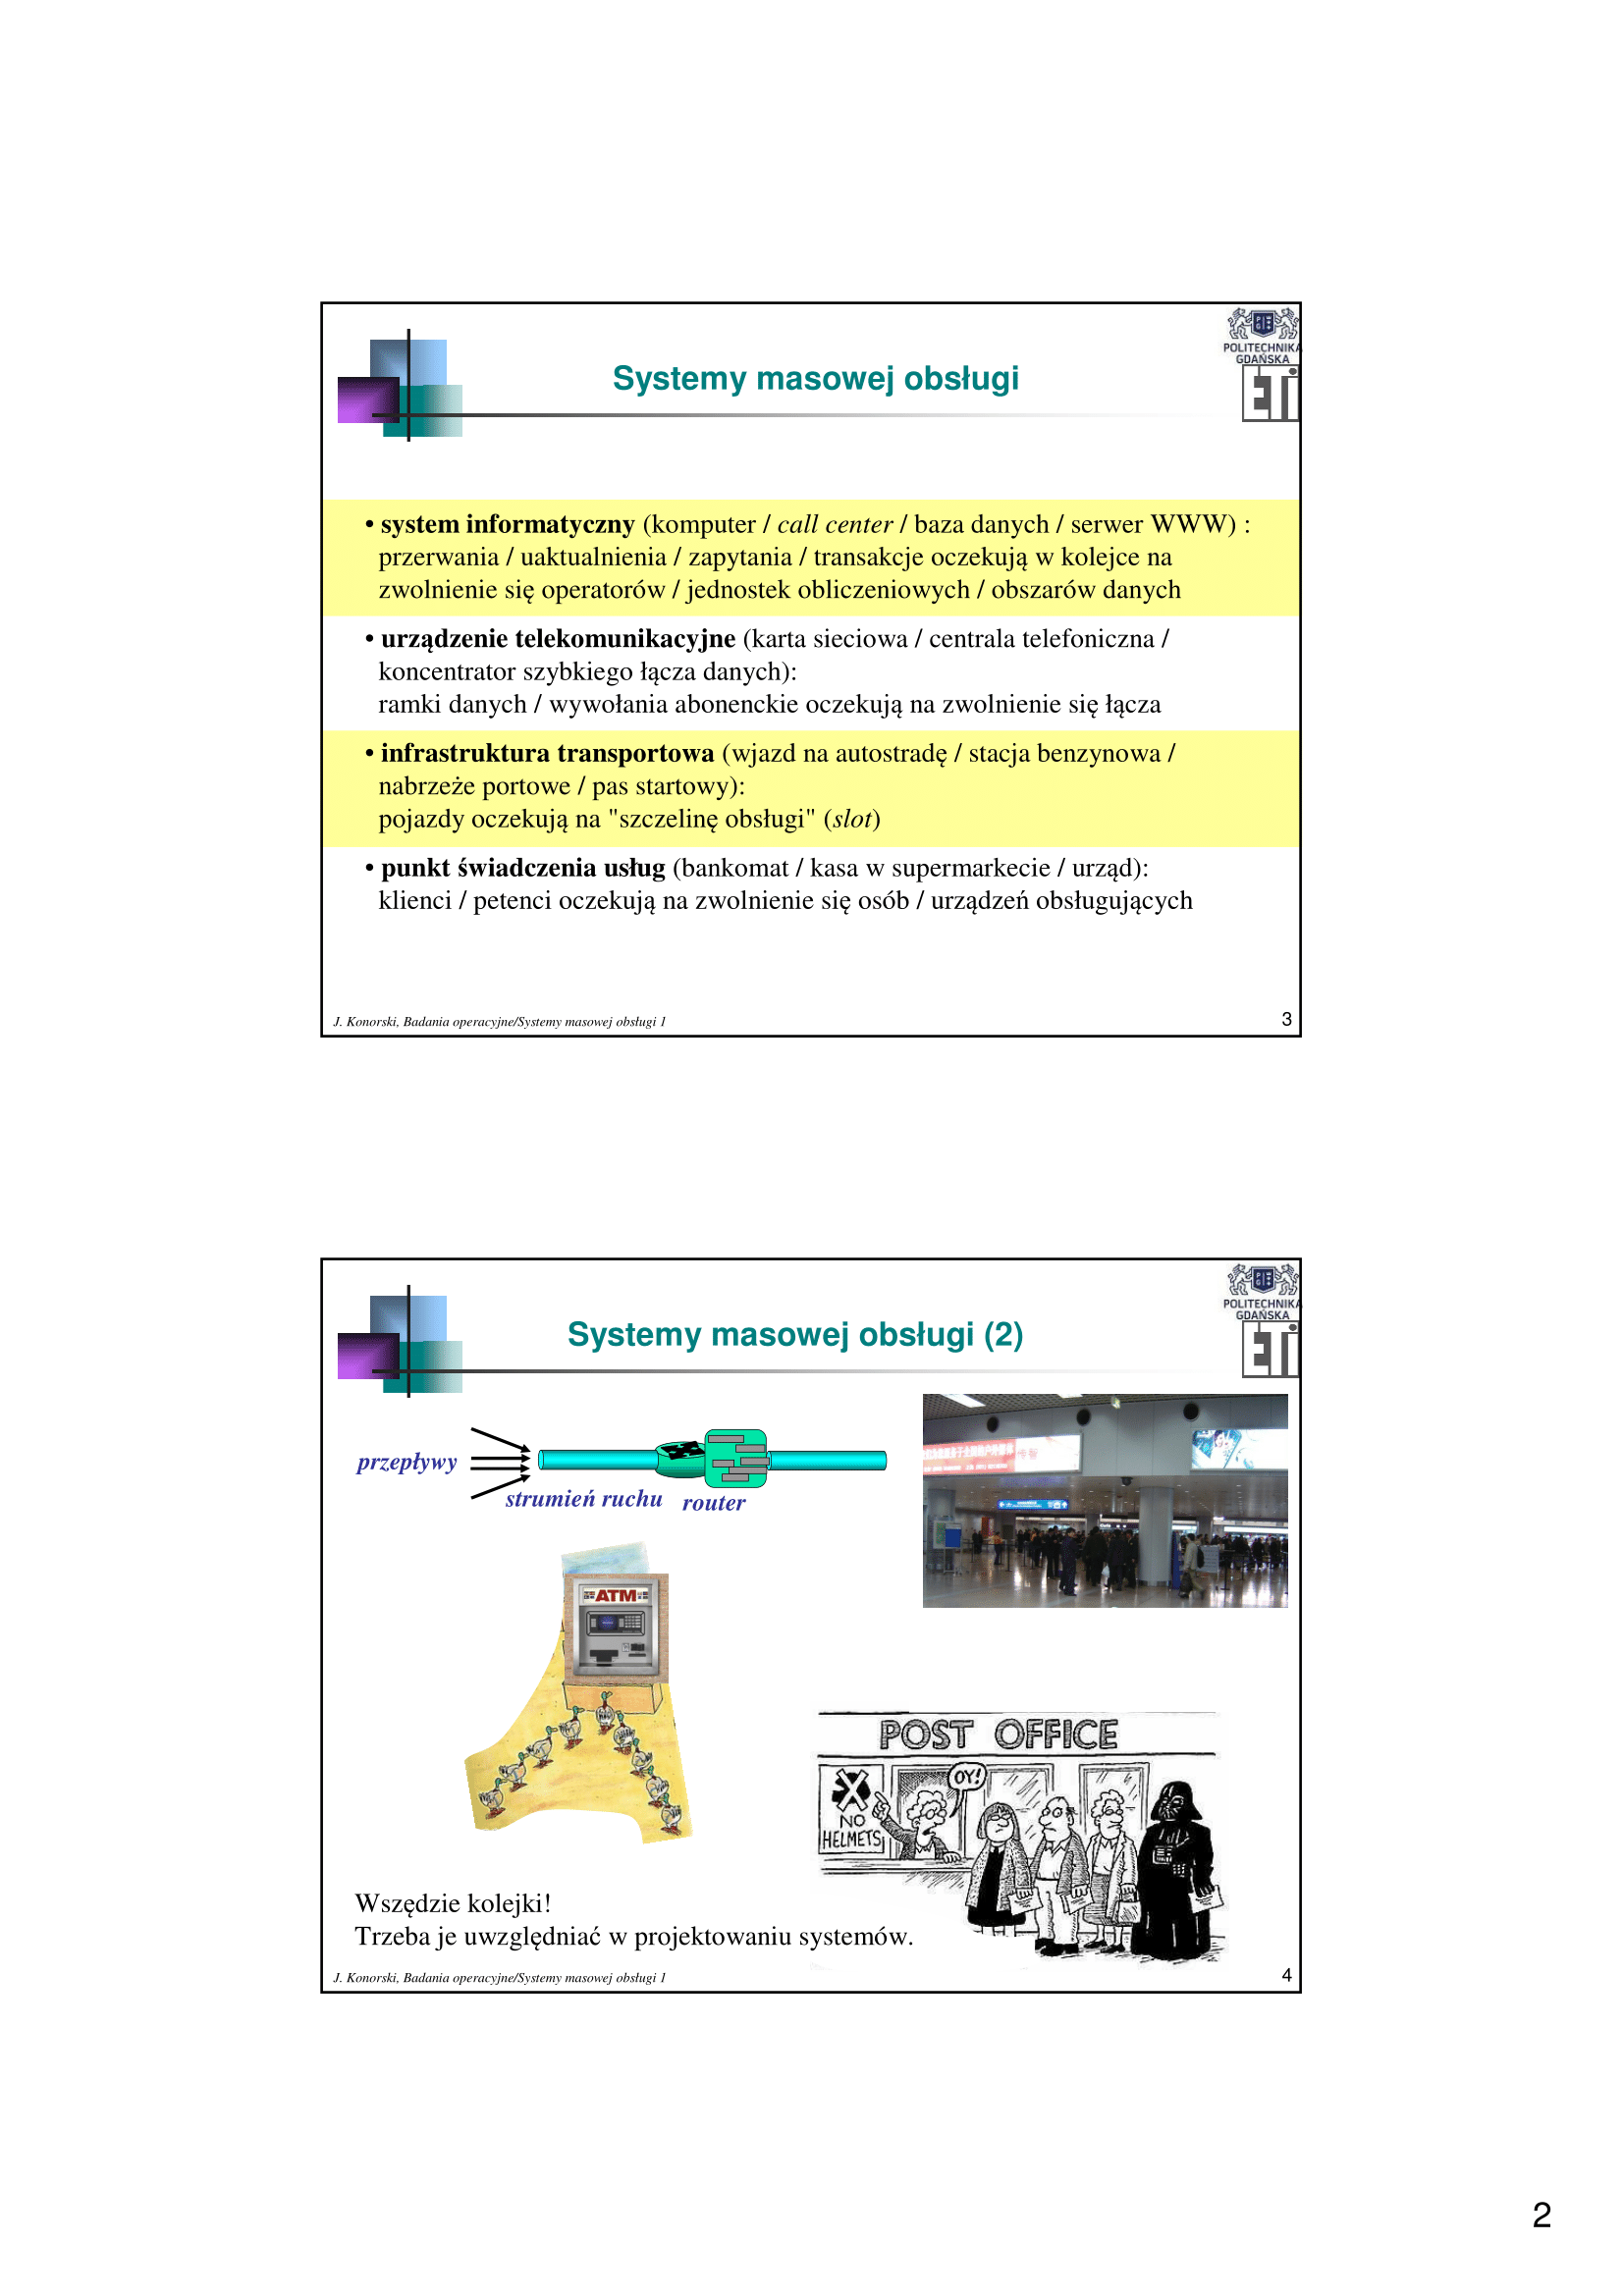 POLITECHNIKA
GDAŃSKA
ETI
Systemy masowej obsługi
• system informatyczny (komputer / call center / baza danych / serwer WWW) :
przerwania / uaktualnienia / zapytania / transakcje oczekują w kolejce na
zwolnienie się operatorów / jednostek obliczeniowych / obszarów danych
• urządzenie telekomunikacyjne (karta sieciowa / centrala telefoniczna /
koncentrator szybkiego łącza danych):
ramki danych / wywołania abonenckie oczekują na zwolnienie się łącza
• infrastruktura transportowa (wjazd na autostradę / stacja benzynowa /
nabrzeże portowe / pas startowy):
pojazdy oczekują na "szczelinę obsługi" (slot)
• punkt świadczenia usług (bankomat / kasa w supermarkecie / urząd):
klienci / petenci oczekują na zwolnienie się osób / urządzeń obsługujących
J. Konorski, Badania operacyjne/Systemy masowej obsługi 1
3
POLITECHNIKA
GDAŃSKA
ETI
Systemy masowej obsługi (2)
przepływy
strumień ruchu
router
ATM
POST OFFICE
OY!
NO
HELMETS
Wszędzie kolejki!
Trzeba je uwzględniać w projektowaniu systemów.
J. Konorski, Badania operacyjne/Systemy masowej obsługi 1
4
2